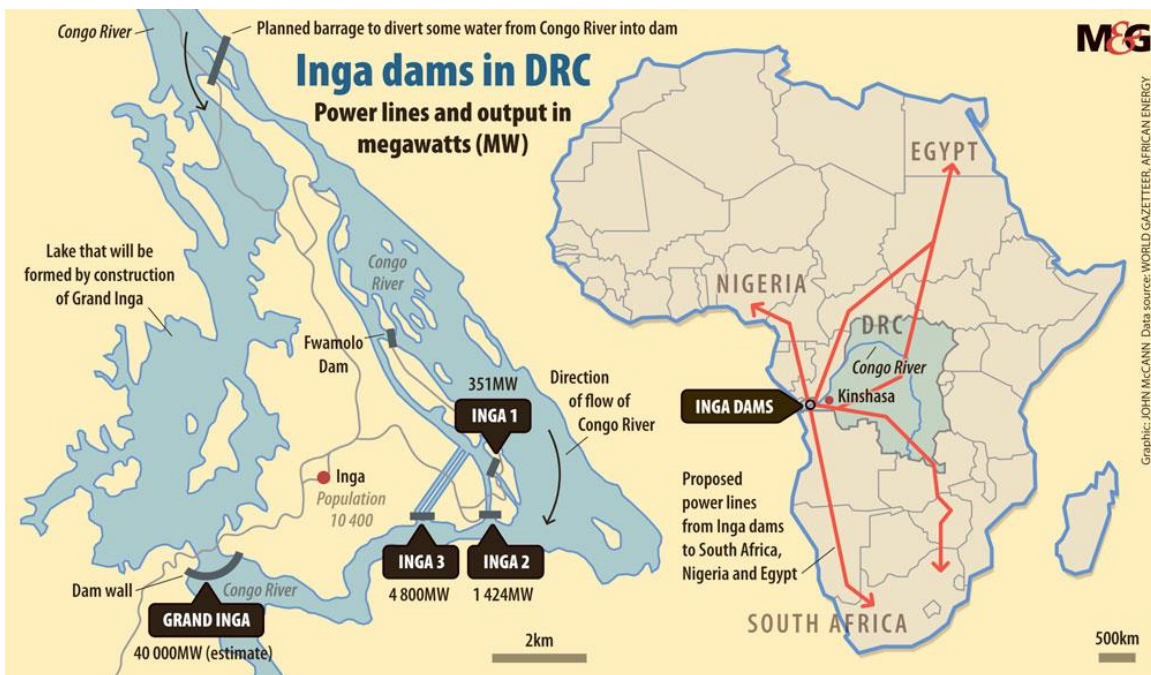 Congo River
Planned barrage to divert some water from Congo River into dam
M&G
Inga dams in DRC
Power lines and output in
megawatts (MW)
Lake that will be
formed by construction
of Grand Inga
Congo
River
Fwamolo
Dam
351MW
INGA 1
Direction
of flow of
Congo River
Inga
Population
10 400
INGA 3
4 800MW
INGA 2
1 424MW
Dam wall
Congo River
GRAND INGA
40 000MW (estimate)
2km
EGYPT
NIGERIA
DRC
Congo River
Kinshasa
INGA DAMS
Proposed
power lines
from Inga dams
to South Africa,
Nigeria and Egypt
SOUTH AFRICA
500km
Graphic: JOHN McCANN Data source: WORLD GAZETTEER, AFRICAN ENERGY